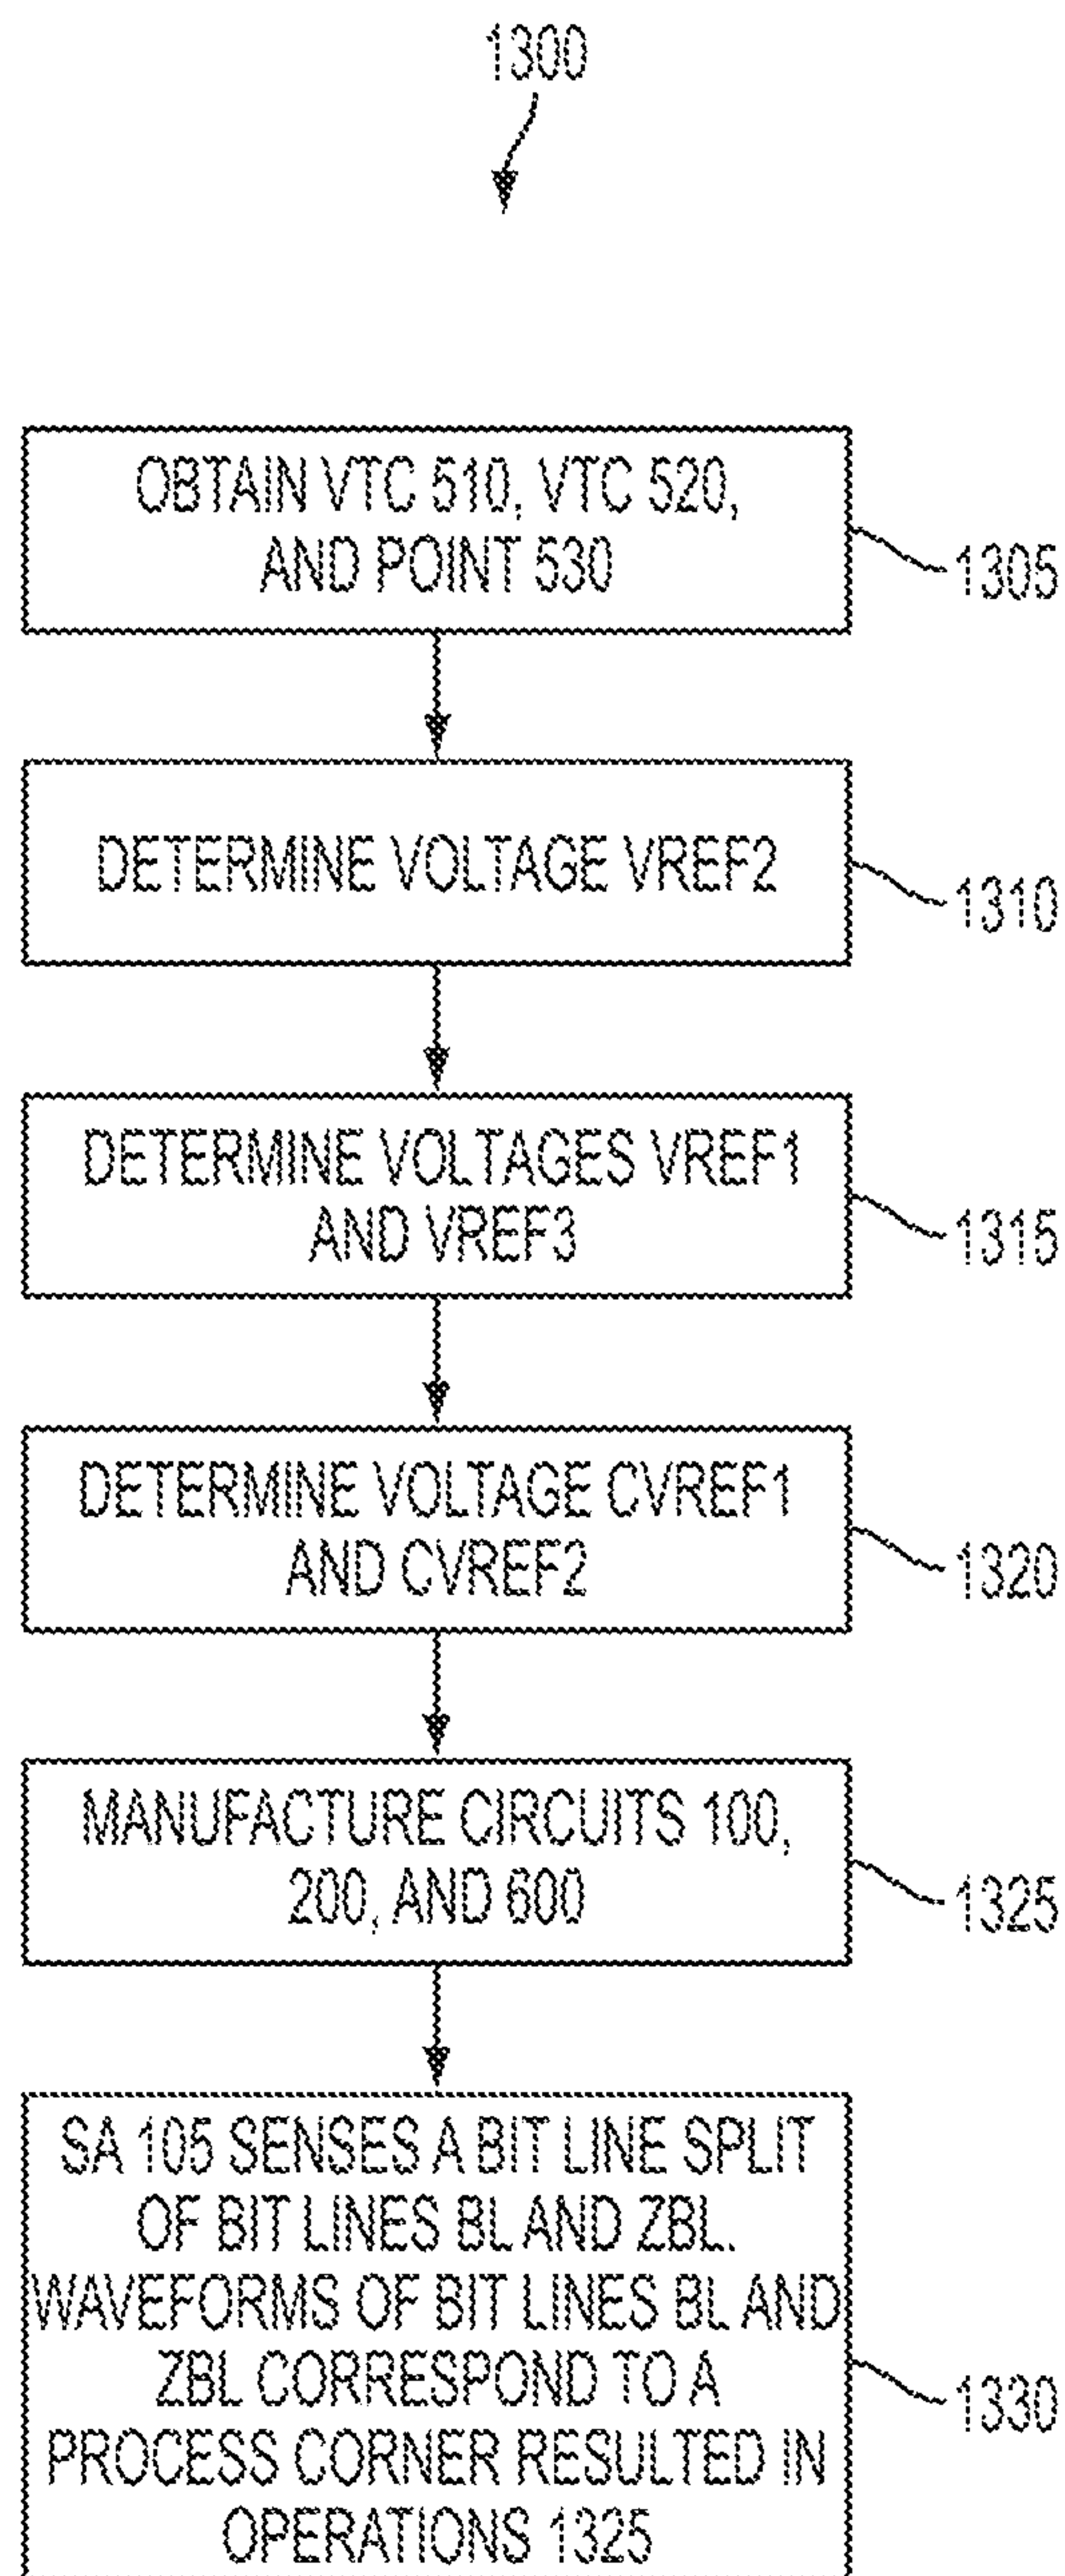 1300
OBTAIN VTC 510, VTC 520,
AND POINT 530
1305
DETERMINE VOLTAGE VREF2
1310
DETERMINE VOLTAGES VREF1
AND VREF3
1315
DETERMINE VOLTAGE CVREF1
AND CVREF2
1320
MANUFACTURE CIRCUITS 100,
200, AND 600
1325
SA 105 SENSES A BIT LINE SPLIT
OF BIT LINES BL AND ZBL.
WAVEFORMS OF BIT LINES BL AND
ZBL CORRESPOND TO A
PROCESS CORNER RESULTED IN
OPERATIONS 1325
1330